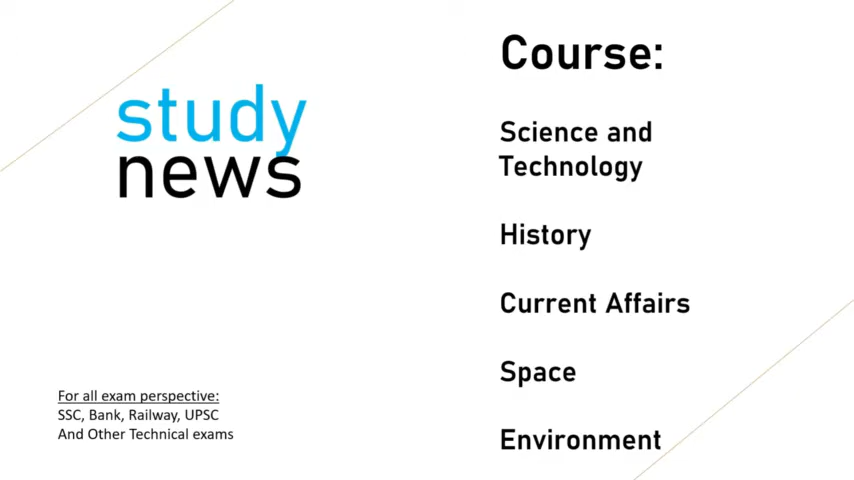 study
news
For all exam perspective:
SSC, Bank, Railway, UPSC
And Other Technical exams
Course:
Science and
Technology
History
Current Affairs
Space
Environment